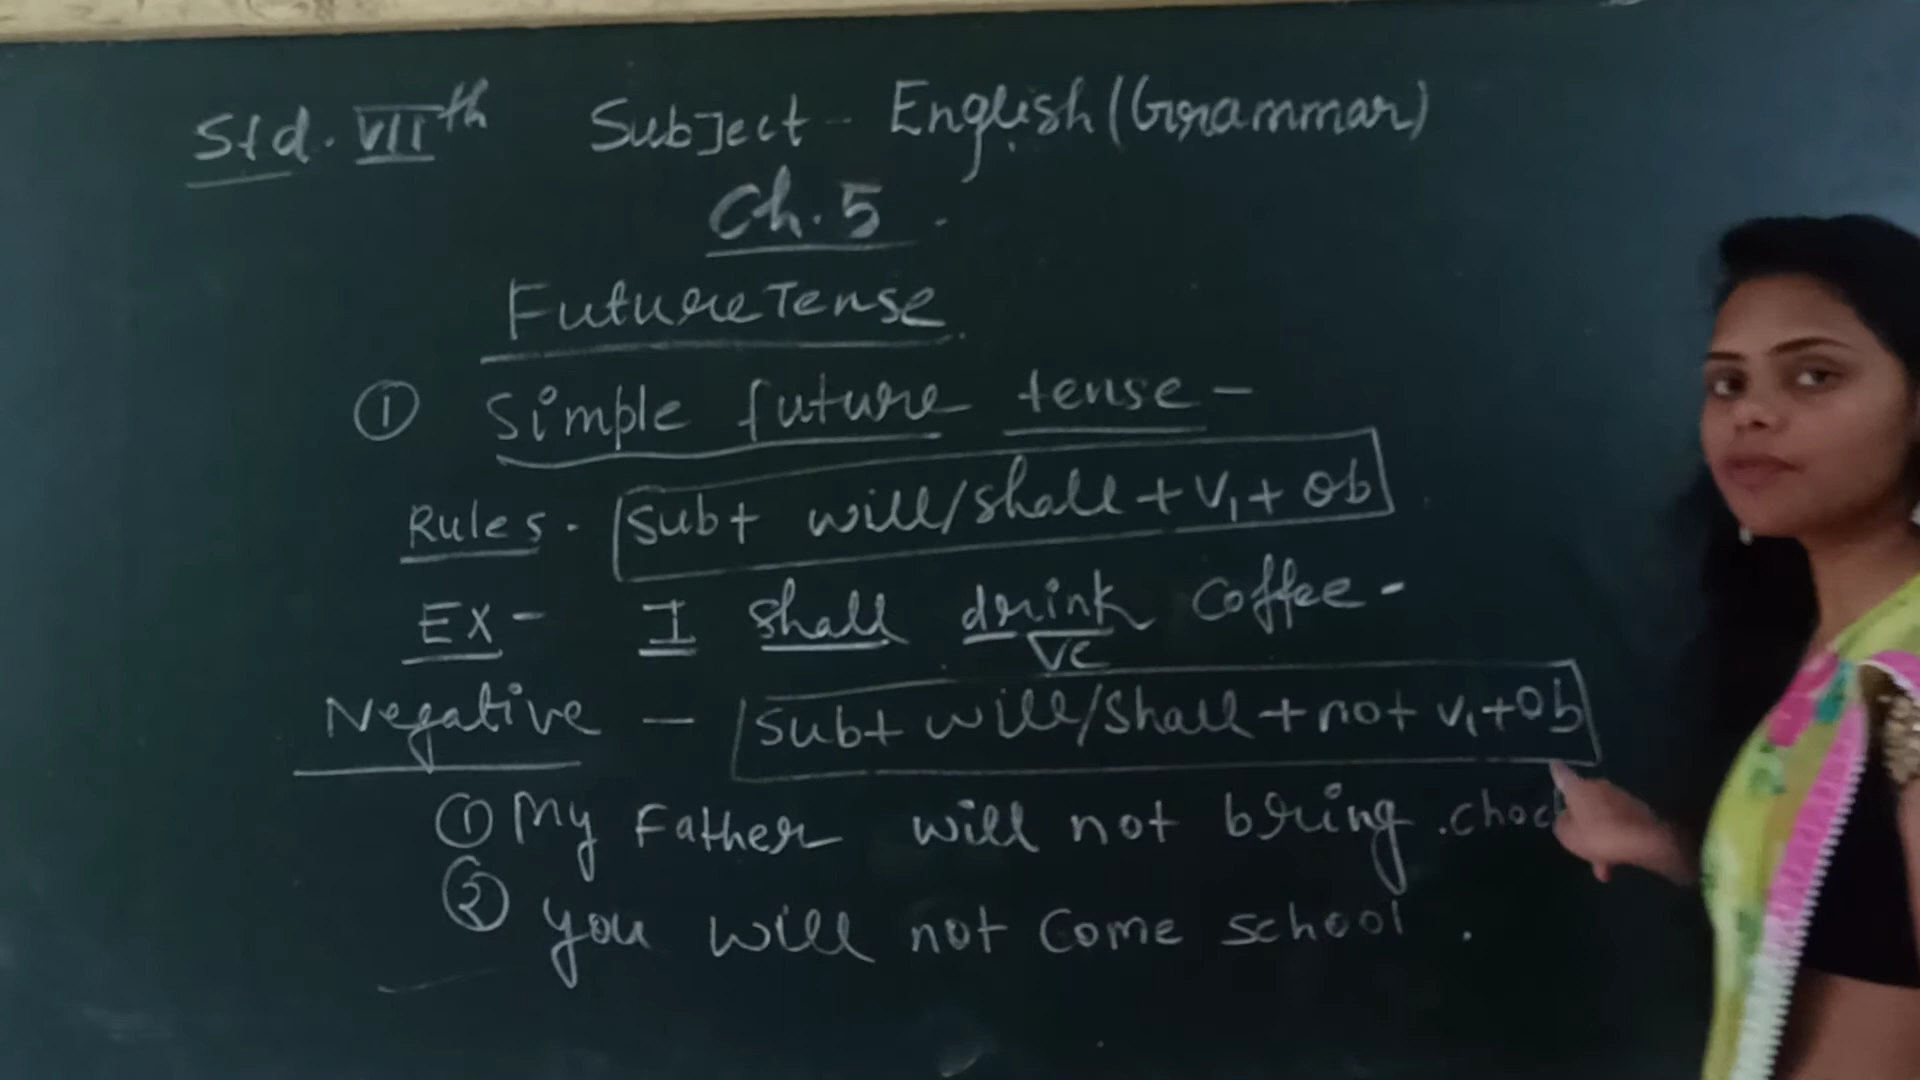 Std. VIIth Subject - English (Grammar)
Ch. 5
Future Tense
① Simple future tense -
Rules. Sub+ will/shall + V1 + Ob
Ex - I shall drink Coffee -
Negative - Sub+ will/Shall + not V1 + Ob
① My Father will not bring
② you will not Come school .